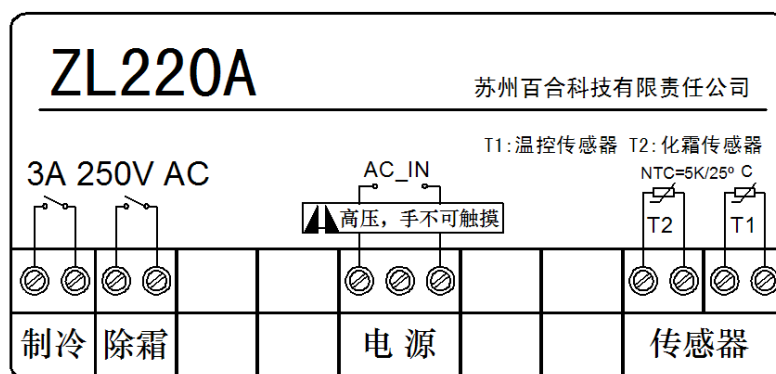 ZL220A
苏州百合科技有限责任公司
T1:温控传感器 T2:化霜传感器
3A 250V AC
AC_IN
NTC=5K/25º C
高压，手不可触摸
T2
T1
制冷
除霜
电 源
传感器